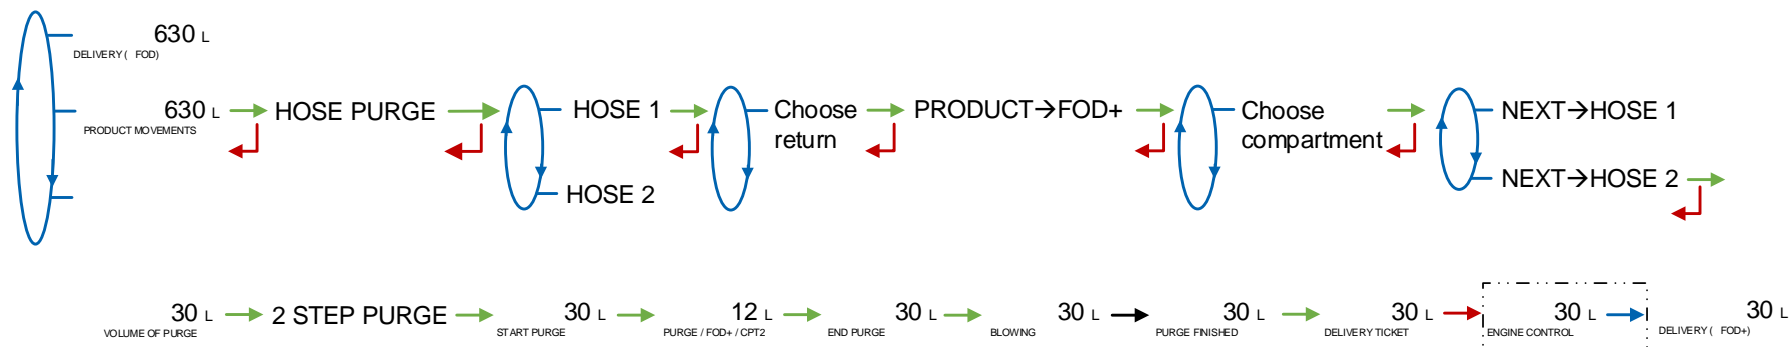 630 L
DELIVERY ( FOD)
630 L
PRODUCT MOVEMENTS
HOSE PURGE
HOSE 1
HOSE 2
Choose
return
PRODUCT→FOD+
Choose
compartment
NEXT→HOSE 1
NEXT→HOSE 2
30 L
VOLUME OF PURGE
2 STEP PURGE
30 L
START PURGE
12 L
PURGE / FOD+ / CPT2
30 L
END PURGE
30 L
BLOWING
30 L
PURGE FINISHED
30 L
DELIVERY TICKET
30 L
ENGINE CONTROL
30 L
DELIVERY ( FOD+)